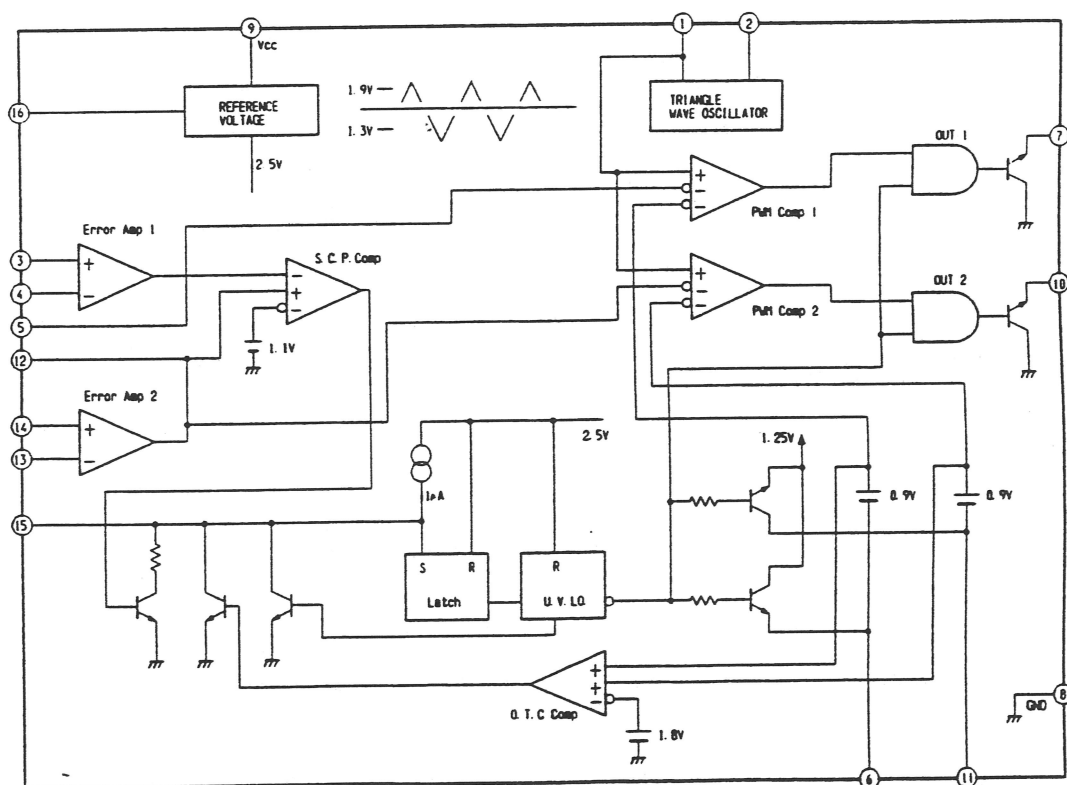 9
1
2
Vcc
16
REFERENCE
VOLTAGE
1.9V
1.3V
TRIANGLE
WAVE OSCILLATOR
2.5V
OUT 1
7
+
−
−
PWM Comp 1
Error Amp 1
3
+
4
−
5
S.C.P.Comp
−
+
−
1.1V
+
−
−
PWM Comp 2
OUT 2
10
12
Error Amp 2
14
+
13
−
2.5V
1.25V
1μA
0.9V
0.9V
15
S
R
Latch
R
U.V.LO.
+
+
−
O.T.C Comp
1.8V
8
GND
6
11